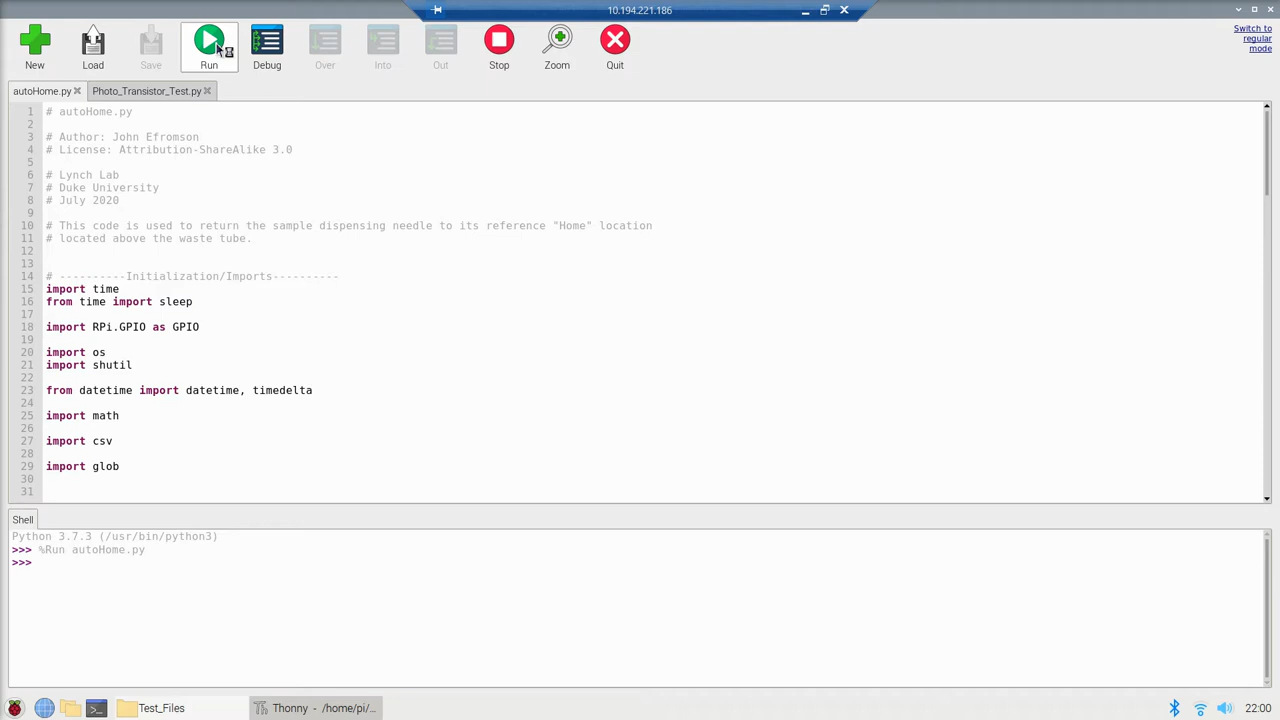 10.194.221.186
New
Load
Save
Run
Debug
Over
Into
Out
Stop
Zoom
Quit
Switch to
regular
mode
autoHome.py
Photo_Transistor_Test.py
1 # autoHome.py
2
3 # Author: John Efromson
4 # License: Attribution-ShareAlike 3.0
5
6 # Lynch Lab
7 # Duke University
8 # July 2020
9
10 # This code is used to return the sample dispensing needle to its reference "Home" location
11 # located above the waste tube.
12
13
14 # ----------Initialization/Imports----------
15 import time
16 from time import sleep
17
18 import RPi.GPIO as GPIO
19
20 import os
21 import shutil
22
23 from datetime import datetime, timedelta
24
25 import math
26
27 import csv
28
29 import glob
30
31
Shell
Python 3.7.3 (/usr/bin/python3)
>>> %Run autoHome.py
>>>
Test_Files
Thonny - /home/pi/...
22:00